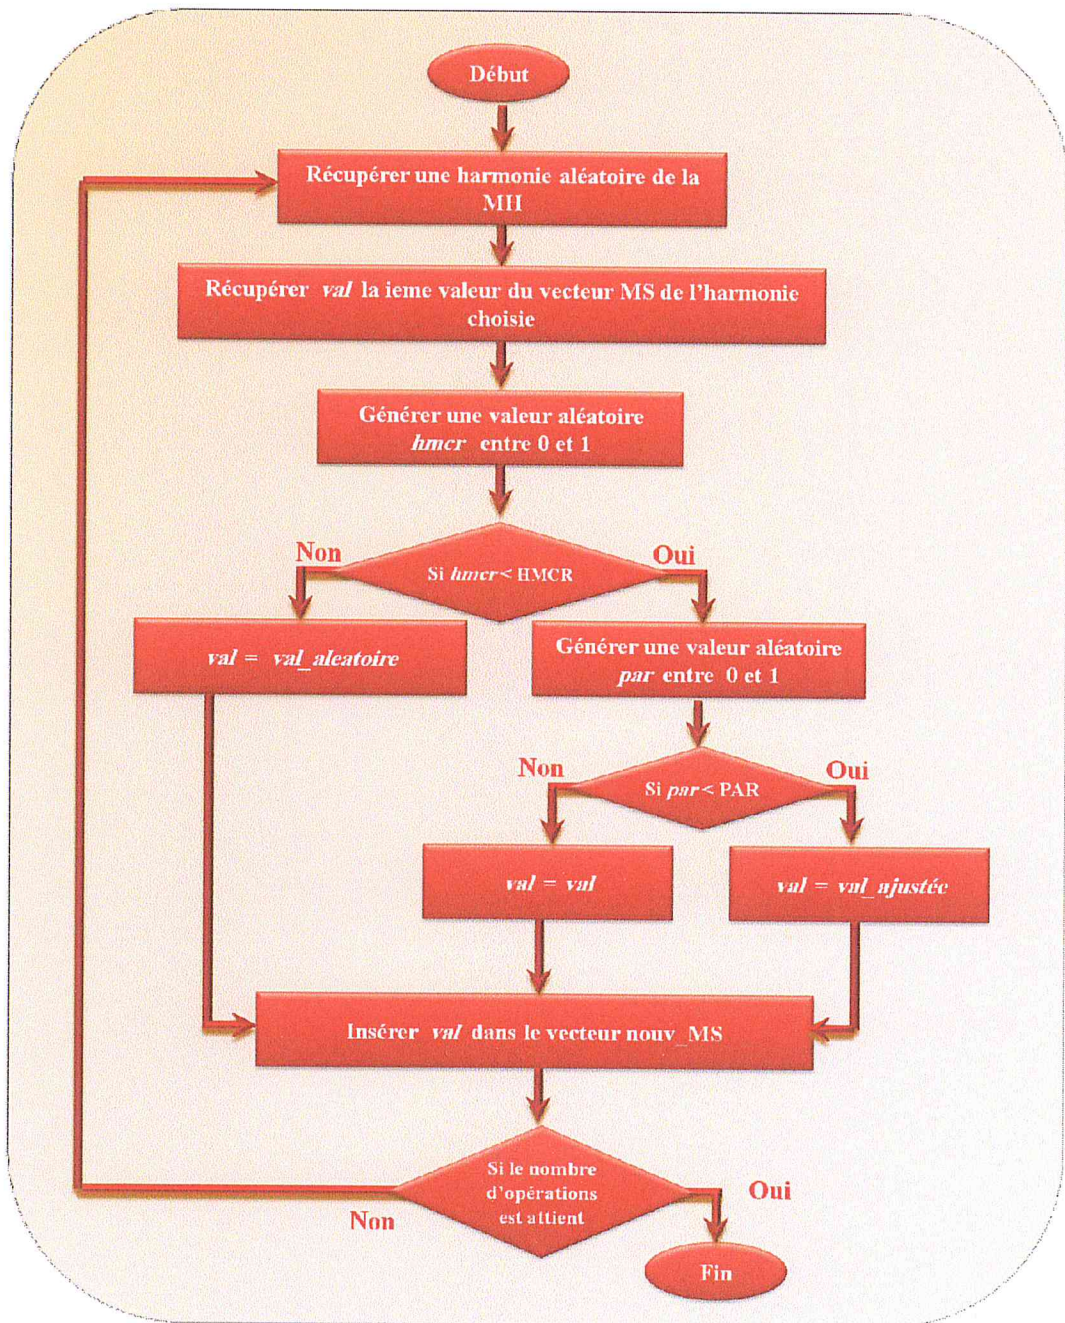 Début
Récupérer une harmonie aléatoire de la
MH
Récupérer val la ieme valeur du vecteur MS de l'harmonie
choisie
Générer une valeur aléatoire
hmcr entre 0 et 1
Non
Oui
Si hmcr < HMCR
val = val_aleatoire
Générer une valeur aléatoire
par entre 0 et 1
Non
Oui
Si par < PAR
val = val
val = val_ajustée
Insérer val dans le vecteur nouv_MS
Si le nombre
d'opérations
est attient
Oui
Non
Fin